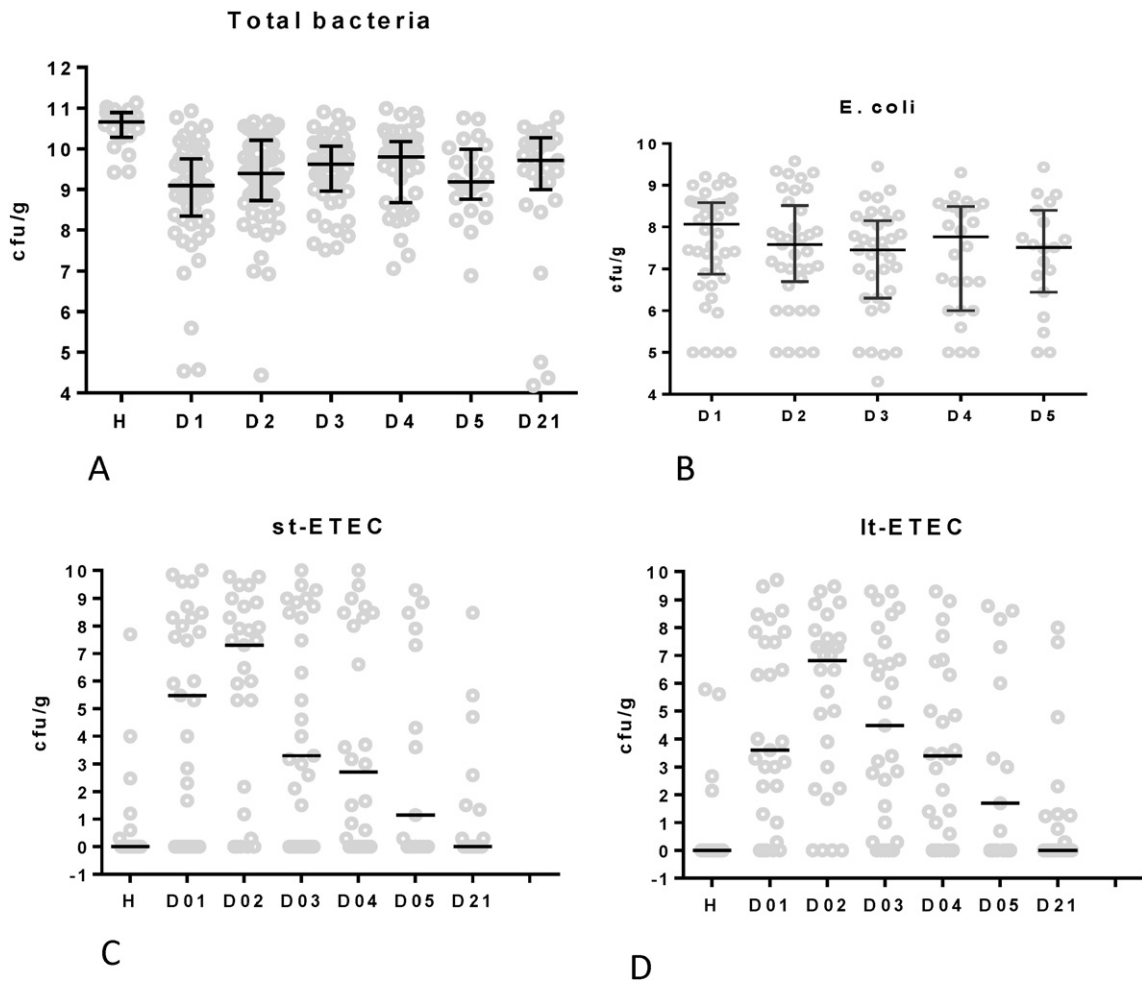 Total bacteria
cfu/g
12
11
10
9
8
7
6
5
4
H D1 D2 D3 D4 D5 D21
A
E. coli
cfu/g
10
9
8
7
6
5
4
D1 D2 D3 D4 D5
B
st-ETEC
cfu/g
10
9
8
7
6
5
4
3
2
1
0
-1
H D01 D02 D03 D04 D05 D21
C
lt-ETEC
cfu/g
10
9
8
7
6
5
4
3
2
1
0
-1
H D01 D02 D03 D04 D05 D21
D